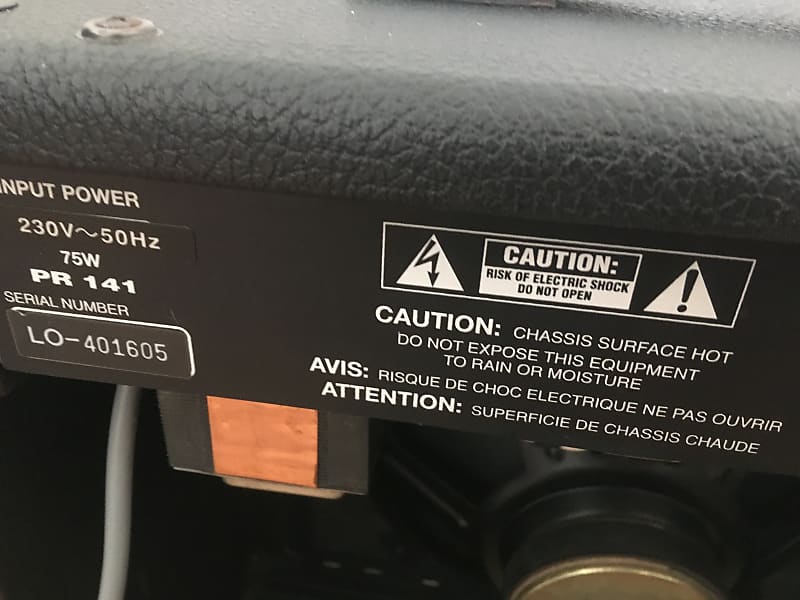 INPUT POWER
230V~50Hz
75W
PR 141
SERIAL NUMBER
LO-401605
CAUTION:
RISK OF ELECTRIC SHOCK
DO NOT OPEN
CAUTION: CHASSIS SURFACE HOT
DO NOT EXPOSE THIS EQUIPMENT
TO RAIN OR MOISTURE
AVIS: RISQUE DE CHOC ELECTRIQUE NE PAS OUVRIR
ATTENTION: SUPERFICIE DE CHASSIS CHAUDE